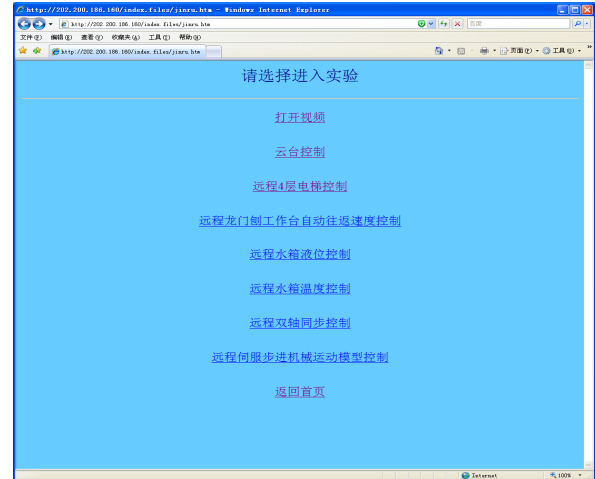 http://202.200.186.160/index.files/jinru.htm - Windows Internet Explorer
http://202.200.186.160/index.files/jinru.htm
百度
文件(F) 编辑(E) 查看(V) 收藏夹(A) 工具(T) 帮助(H)
http://202.200.186.160/index.files/jinru.htm
页面(P) 工具(O)
请选择进入实验
打开视频
云台控制
远程4层电梯控制
远程龙门刨工作台自动往返速度控制
远程水箱液位控制
远程水箱温度控制
远程双轴同步控制
远程伺服步进机械运动模型控制
返回首页
Internet 100%